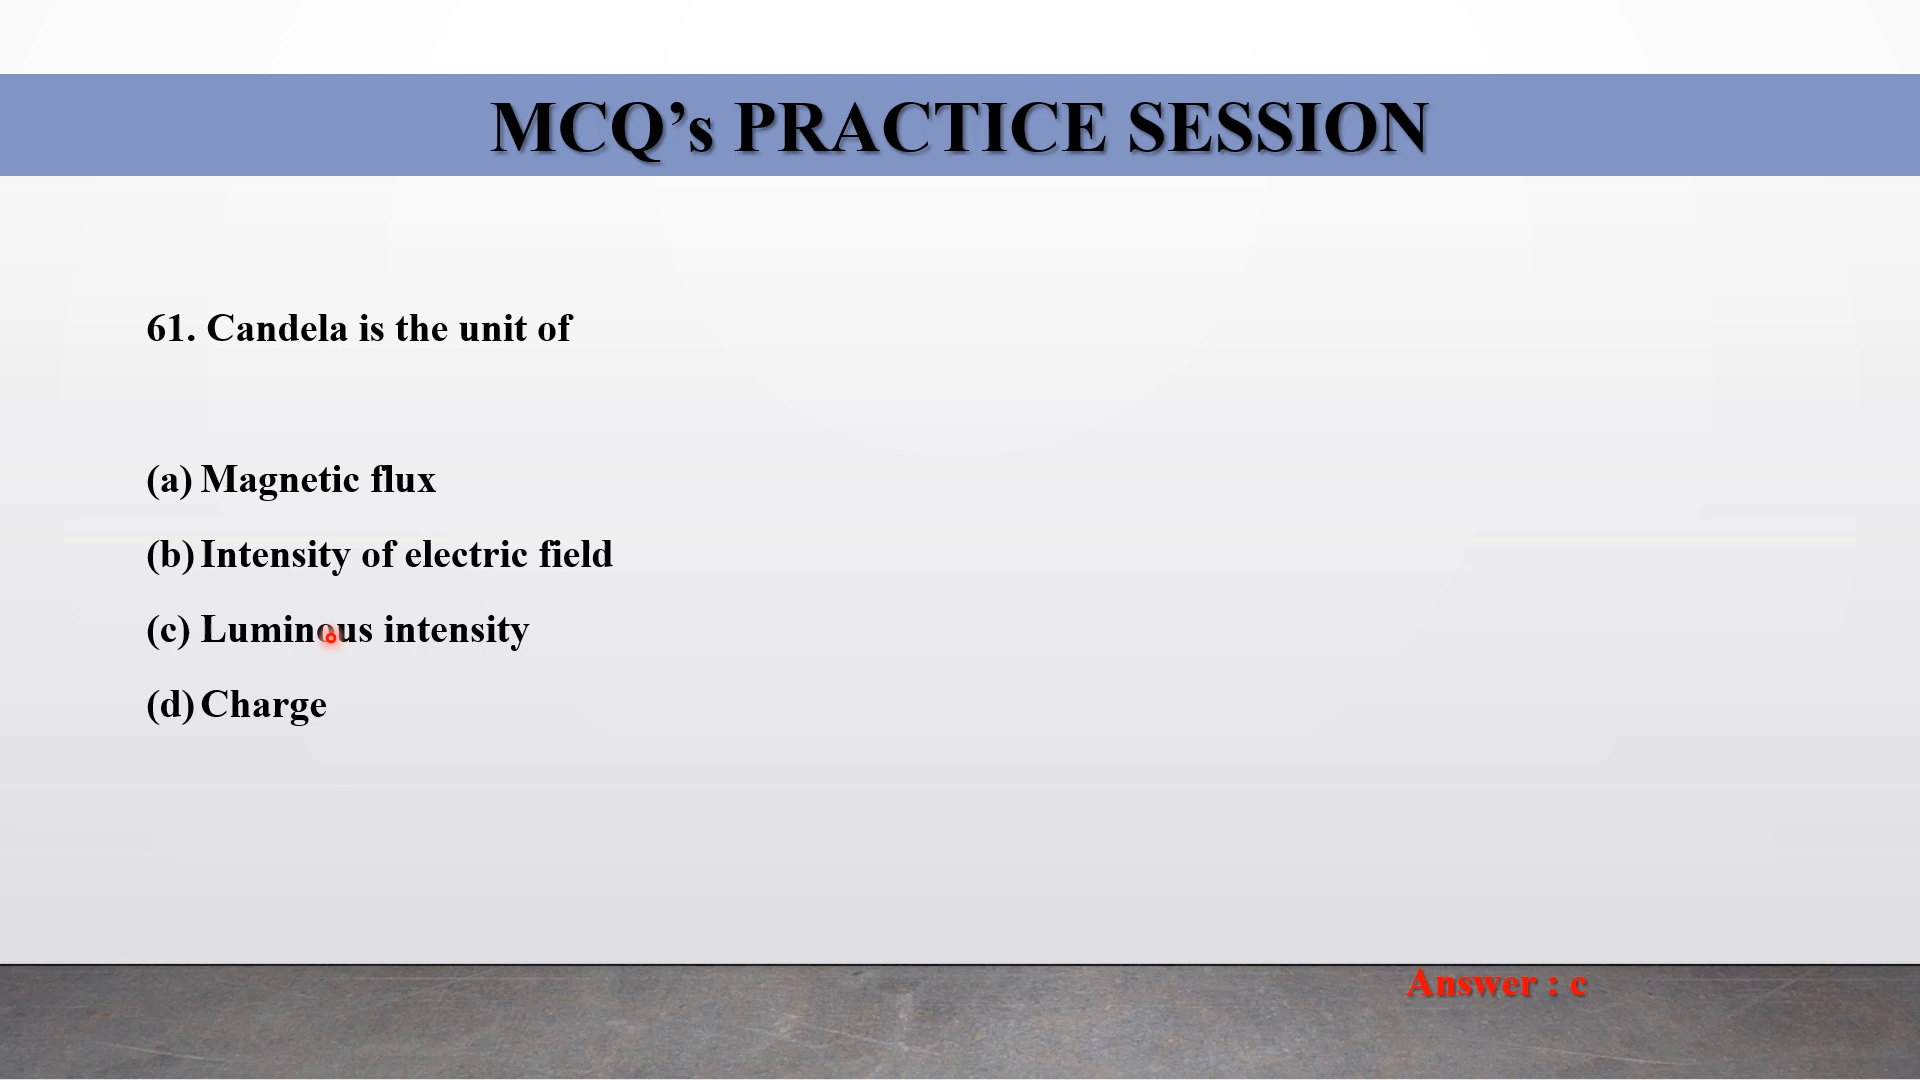 MCQ’s PRACTICE SESSION
61. Candela is the unit of
(a) Magnetic flux
(b) Intensity of electric field
(c) Luminous intensity
(d) Charge
Answer : c